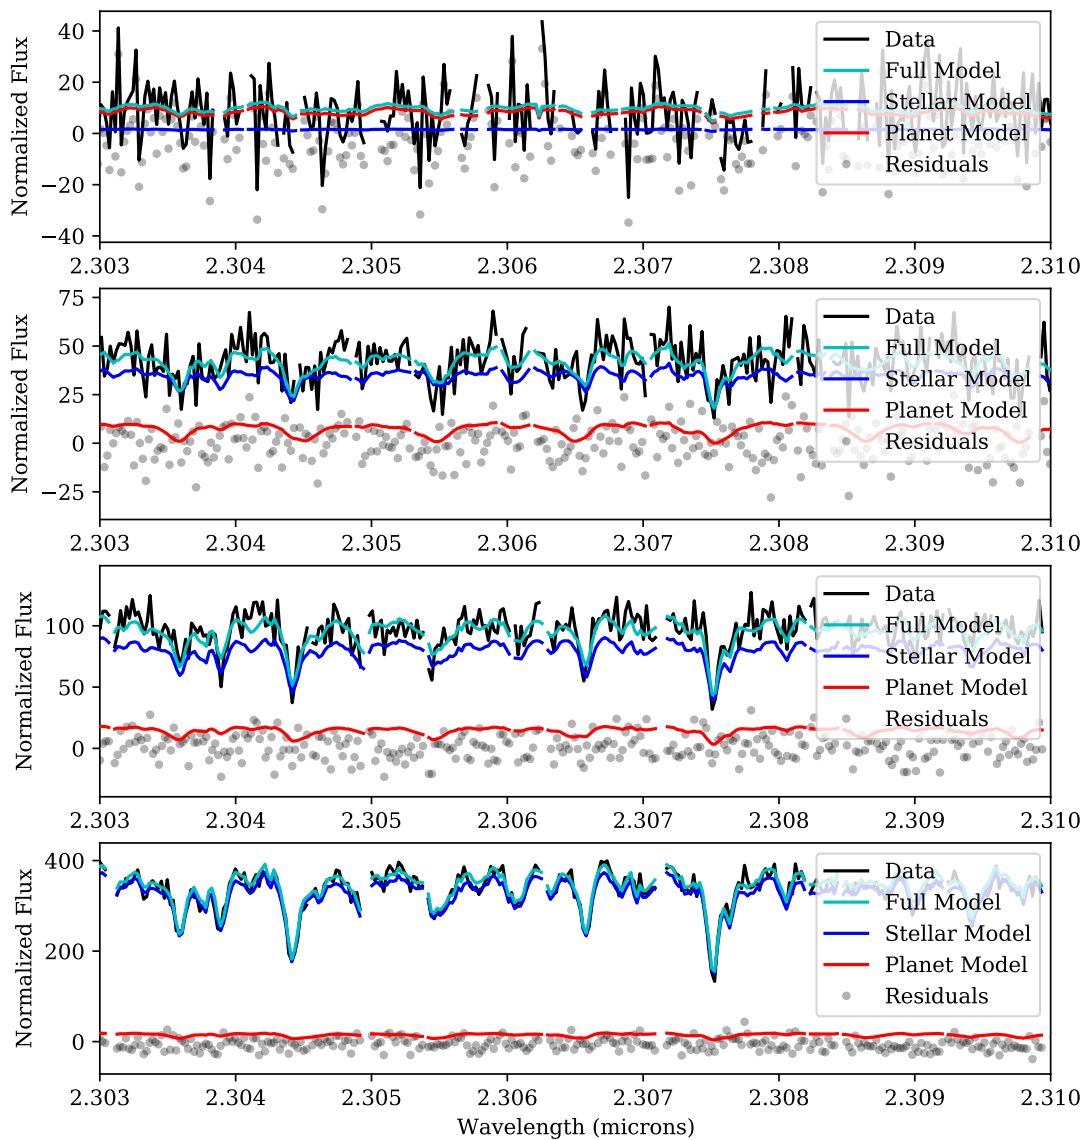 Normalized Flux
40
20
0
−20
−40
Data
Full Model
Stellar Model
Planet Model
Residuals
2.303 2.304 2.305 2.306 2.307 2.308 2.309 2.310
Normalized Flux
75
50
25
0
−25
Data
Full Model
Stellar Model
Planet Model
Residuals
2.303 2.304 2.305 2.306 2.307 2.308 2.309 2.310
Normalized Flux
100
50
0
Data
Full Model
Stellar Model
Planet Model
Residuals
2.303 2.304 2.305 2.306 2.307 2.308 2.309 2.310
Normalized Flux
400
200
0
Data
Full Model
Stellar Model
Planet Model
Residuals
2.303 2.304 2.305 2.306 2.307 2.308 2.309 2.310
Wavelength (microns)